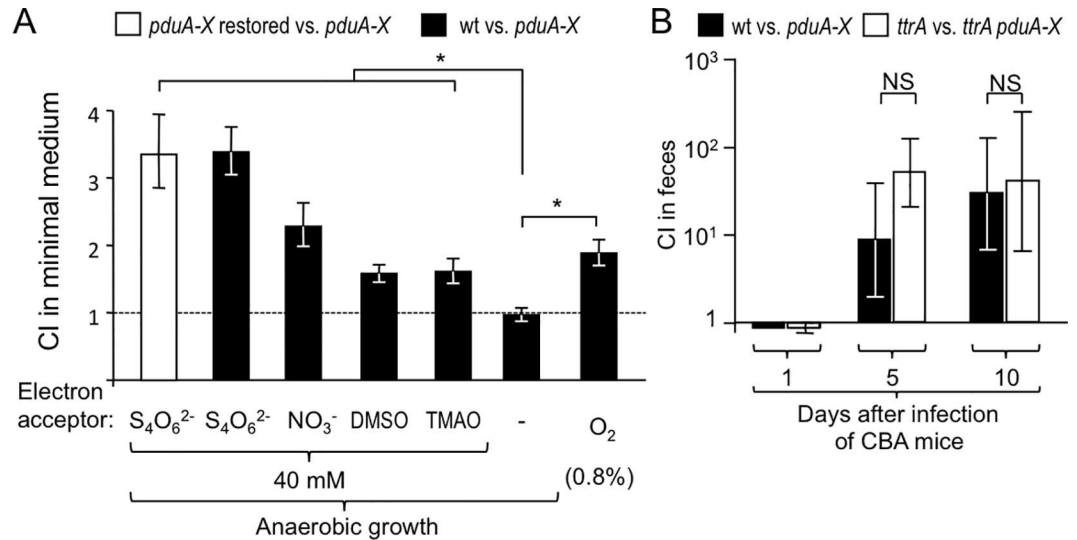 A
pduA-X restored vs. pduA-X
wt vs. pduA-X
*
*
4
3
2
1
CI in minimal medium
Electron
acceptor:
S₄O₆²⁻ S₄O₆²⁻ NO₃⁻ DMSO TMAO - O₂
40 mM
(0.8%)
Anaerobic growth
B
wt vs. pduA-X
ttrA vs. ttrA pduA-X
NS NS
10³
10²
10¹
1
CI in feces
1 5 10
Days after infection
of CBA mice